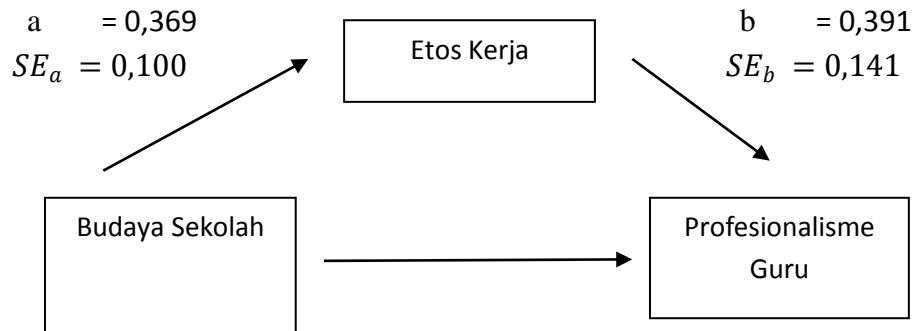 a = 0,369
SE_a = 0,100
Etos Kerja
b = 0,391
SE_b = 0,141
Budaya Sekolah
Profesionalisme
Guru